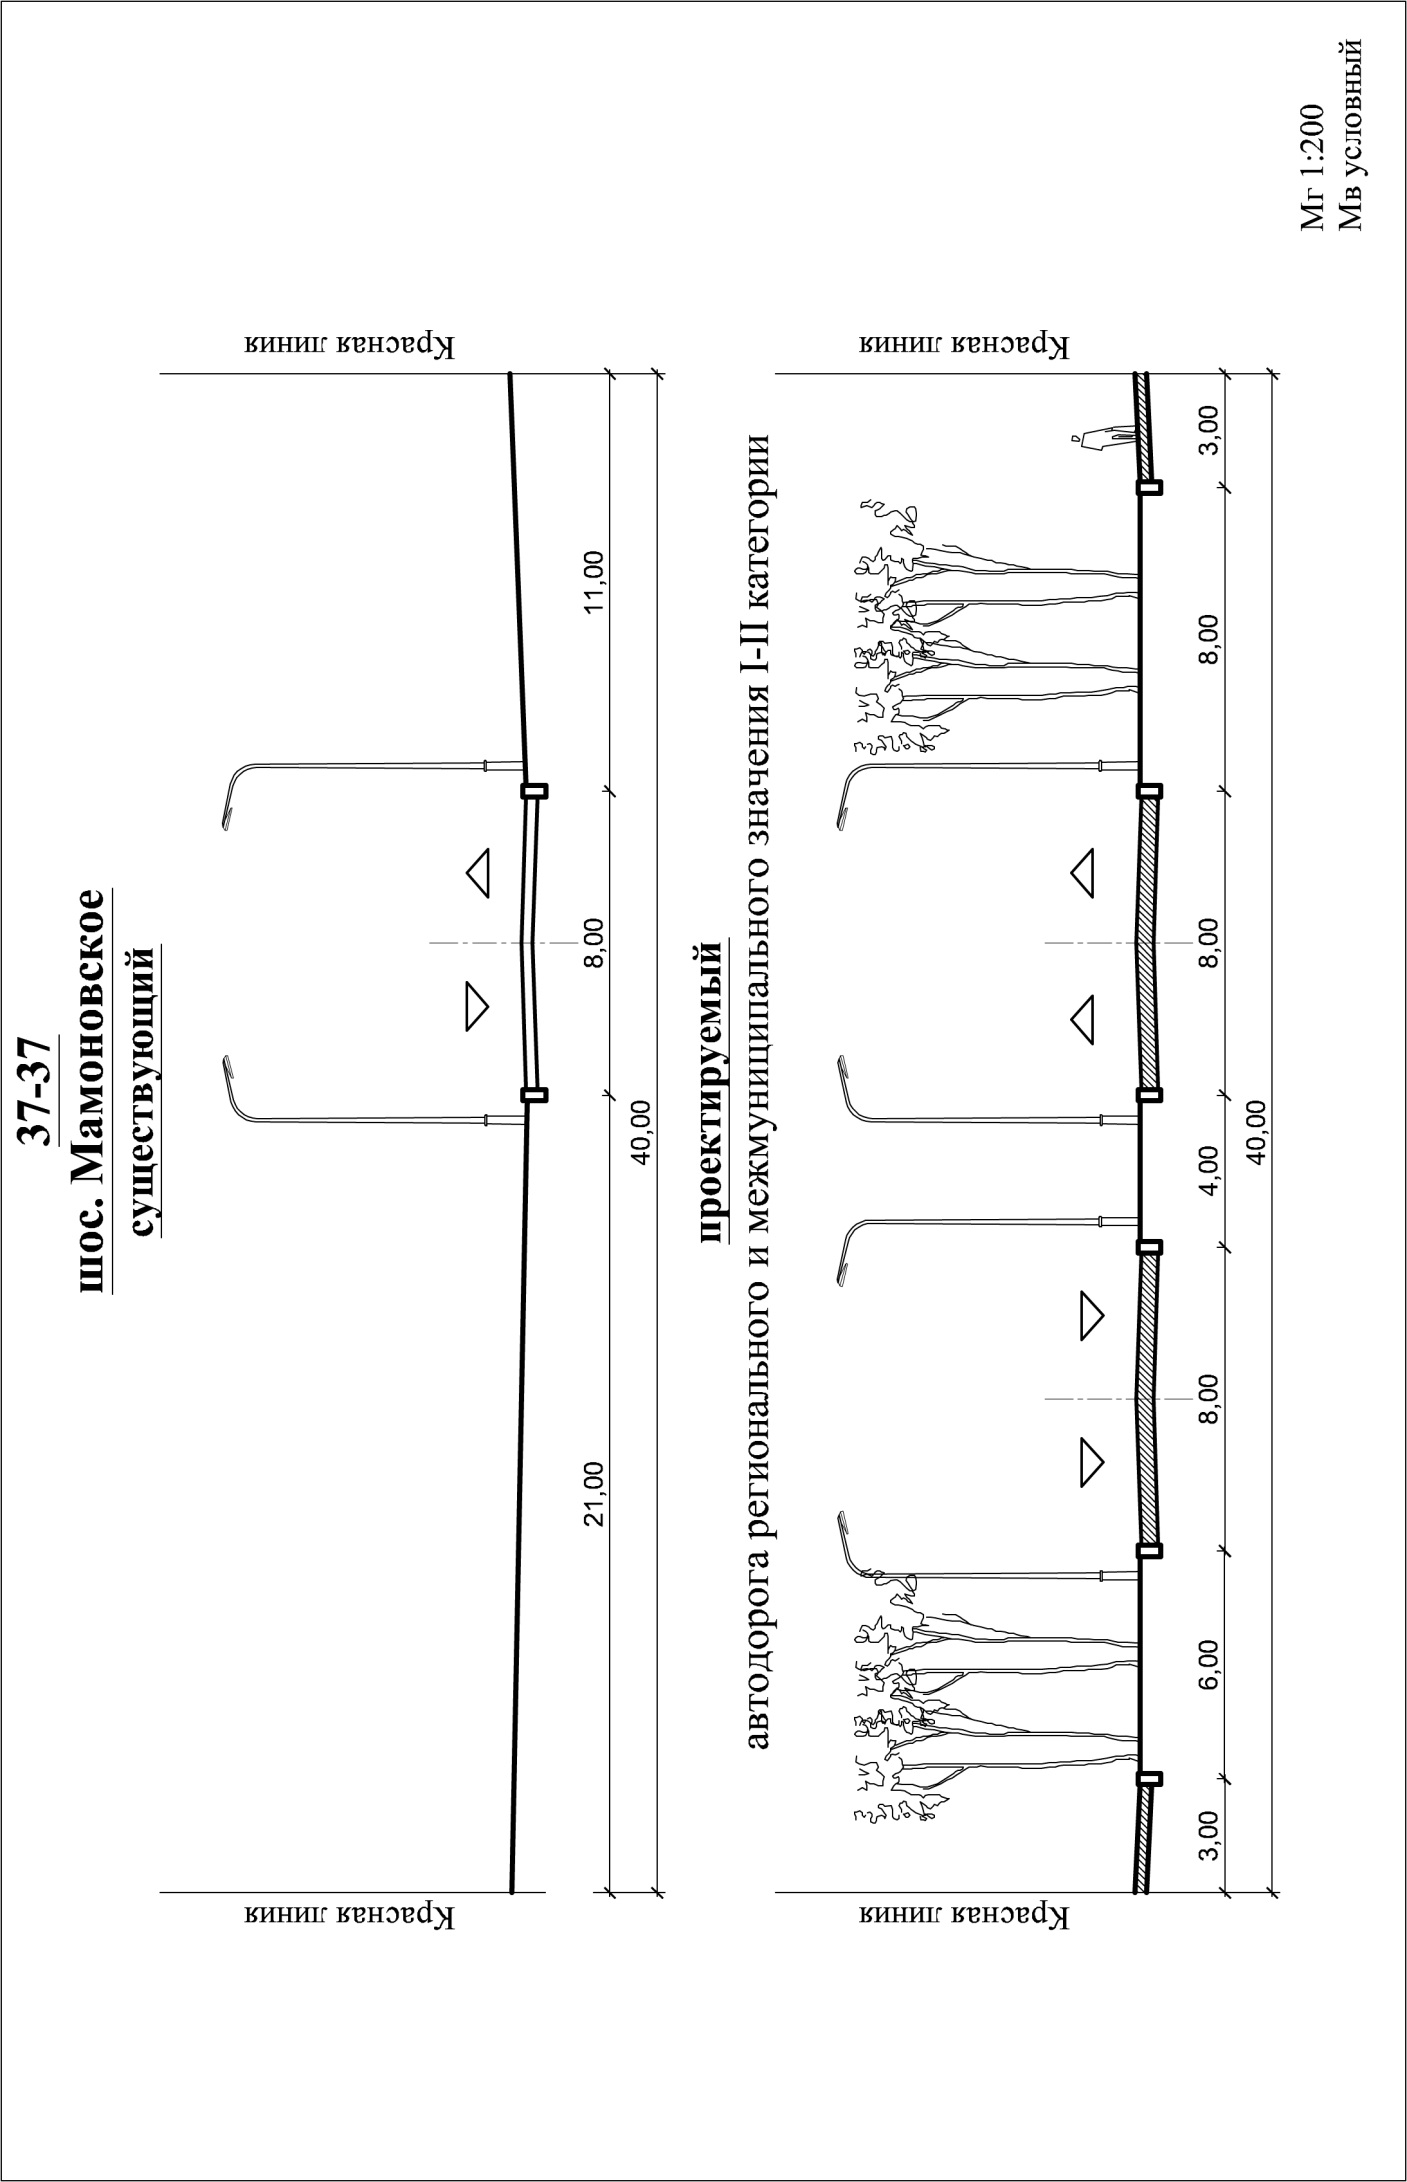 37-37
шос. Мамоновское
существующий
Красная линия
Красная линия
21,00
8,00
11,00
40,00
проектируемый
автодорога регионального и межмуниципального значения I-II категории
Красная линия
Красная линия
3,00
6,00
8,00
4,00
8,00
8,00
3,00
40,00
Мг 1:200
Мв условный